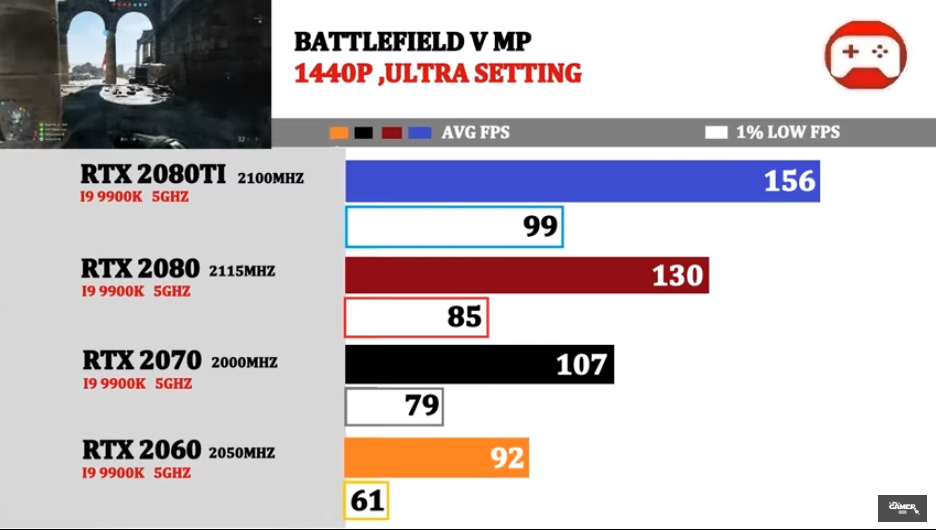 BATTLEFIELD V MP
1440P ,ULTRA SETTING
AVG FPS
1% LOW FPS
RTX 2080TI 2100MHZ
I9 9900K 5GHZ
156
99
RTX 2080 2115MHZ
I9 9900K 5GHZ
130
85
RTX 2070 2000MHZ
I9 9900K 5GHZ
107
79
RTX 2060 2050MHZ
I9 9900K 5GHZ
92
61
GAMER